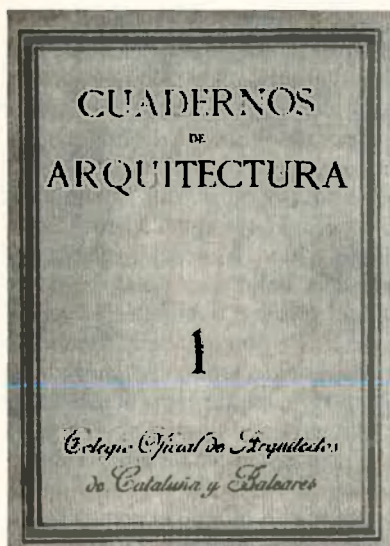 CUADERNOS
DE
ARQUITECTURA
1
Colegio Oficial de Arquitectos
de Cataluña y Baleares